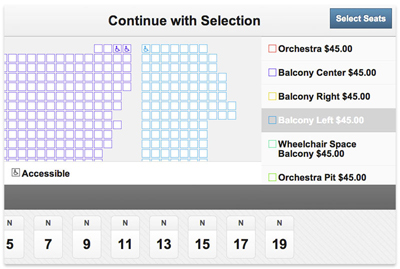 Continue with Selection
Select Seats
Orchestra $45.00
Balcony Center $45.00
Balcony Right $45.00
Balcony Left $45.00
Wheelchair Space
Balcony $45.00
Orchestra Pit $45.00
Accessible
N N N N N N N N
5 7 9 11 13 15 17 19